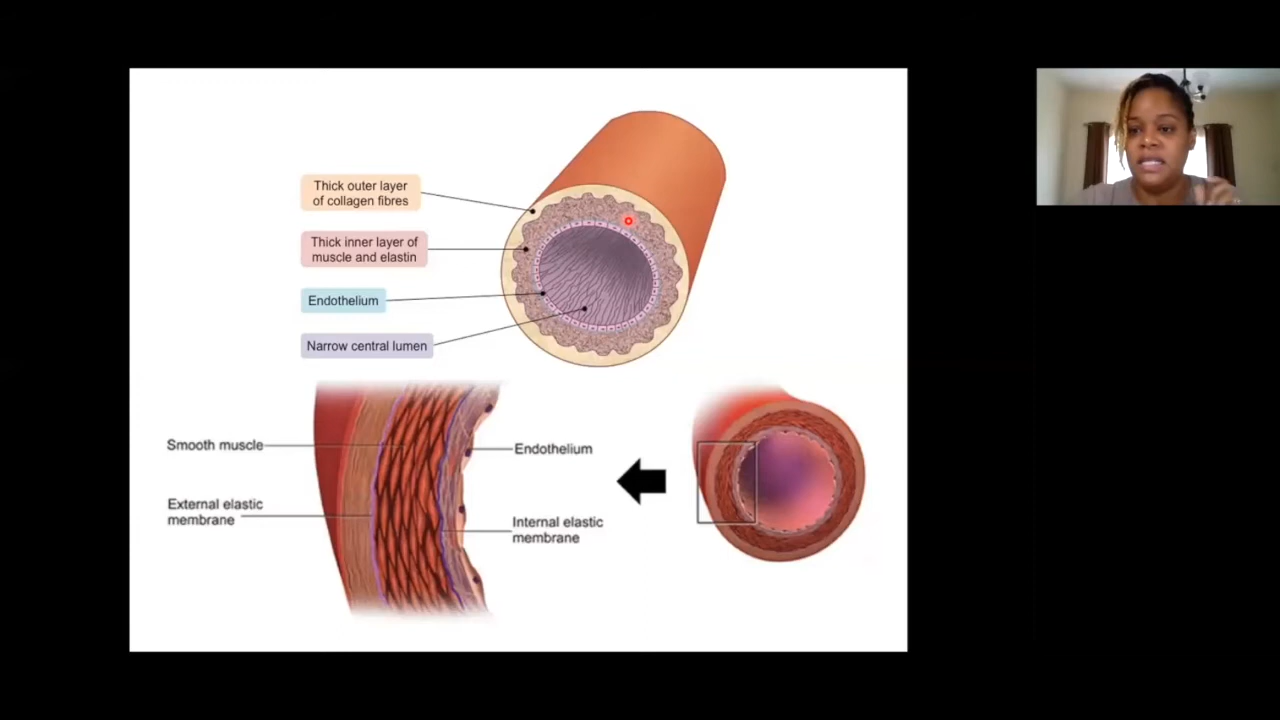 Thick outer layer
of collagen fibres
Thick inner layer of
muscle and elastin
Endothelium
Narrow central lumen
Smooth muscle
External elastic
membrane
Endothelium
Internal elastic
membrane